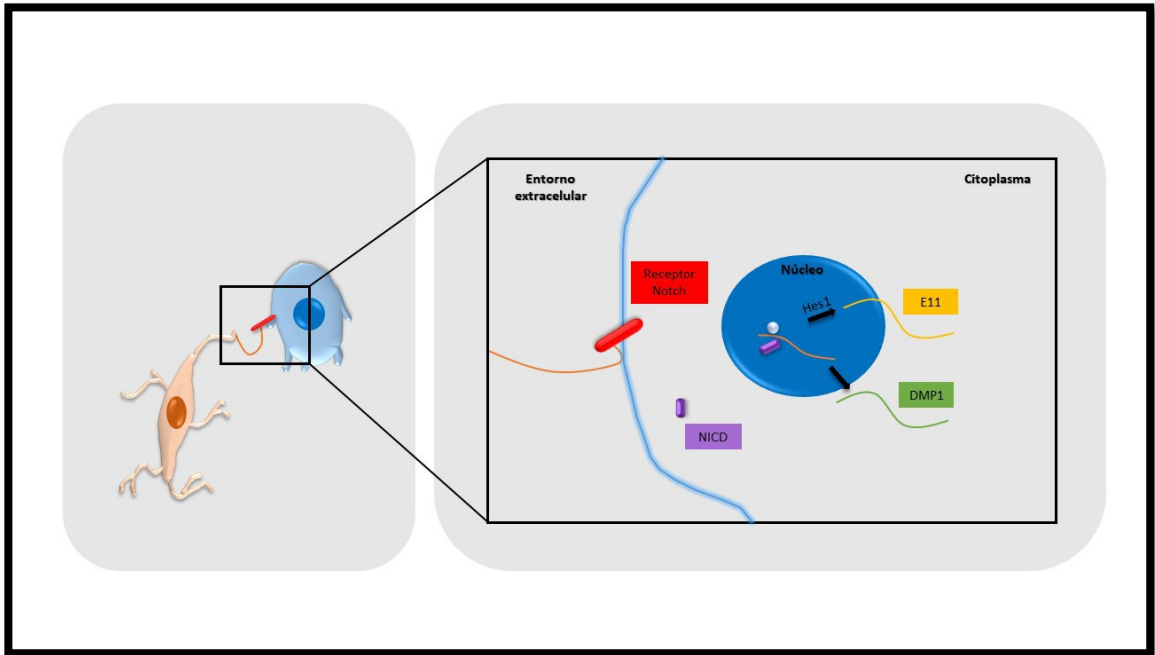 Entorno
extracelular
Citoplasma
Receptor
Notch
Núcleo
Hes1
E11
DMP1
NICD